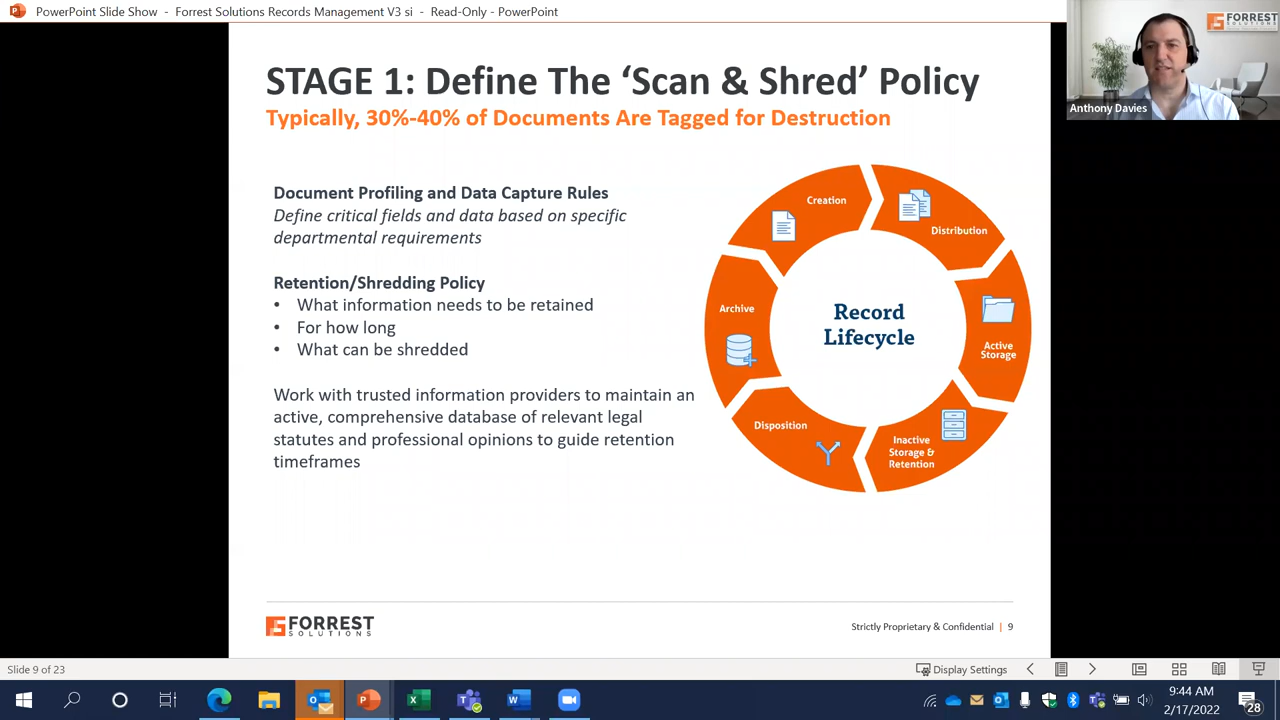 PowerPoint Slide Show - Forrest Solutions Records Management V3 si - Read-Only - PowerPoint
FORREST
SOLUTIONS
Anthony Davies
STAGE 1: Define The ‘Scan & Shred’ Policy
Typically, 30%-40% of Documents Are Tagged for Destruction
Document Profiling and Data Capture Rules
Define critical fields and data based on specific
departmental requirements
Retention/Shredding Policy
• What information needs to be retained
• For how long
• What can be shredded
Work with trusted information providers to maintain an
active, comprehensive database of relevant legal
statutes and professional opinions to guide retention
timeframes
Creation
Distribution
Active
Storage
Inactive
Storage &
Retention
Disposition
Archive
Record
Lifecycle
FORREST
SOLUTIONS
Strictly Proprietary & Confidential | 9
Slide 9 of 23
Display Settings
9:44 AM
2/17/2022
28